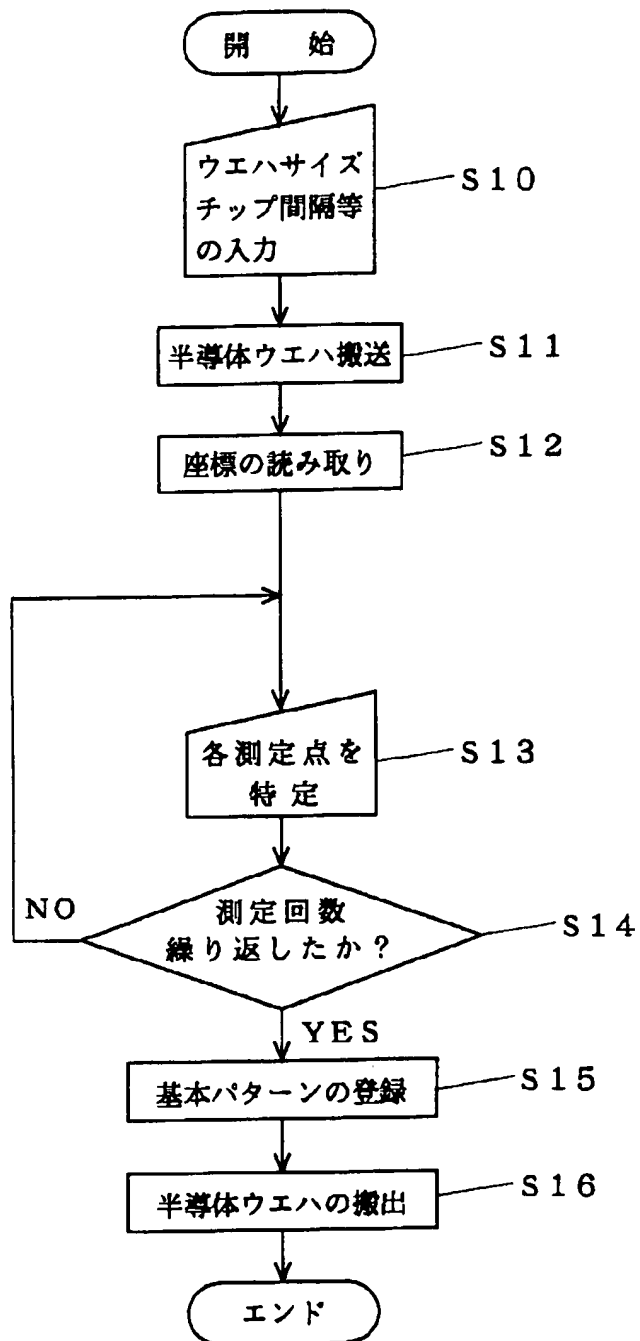 開　始
ウエハサイズ
チップ間隔等
の入力
S10
半導体ウエハ搬送
S11
座標の読み取り
S12
各測定点を
特定
S13
測定回数
繰り返したか？
S14
NO
YES
基本パターンの登録
S15
半導体ウエハの搬出
S16
エンド